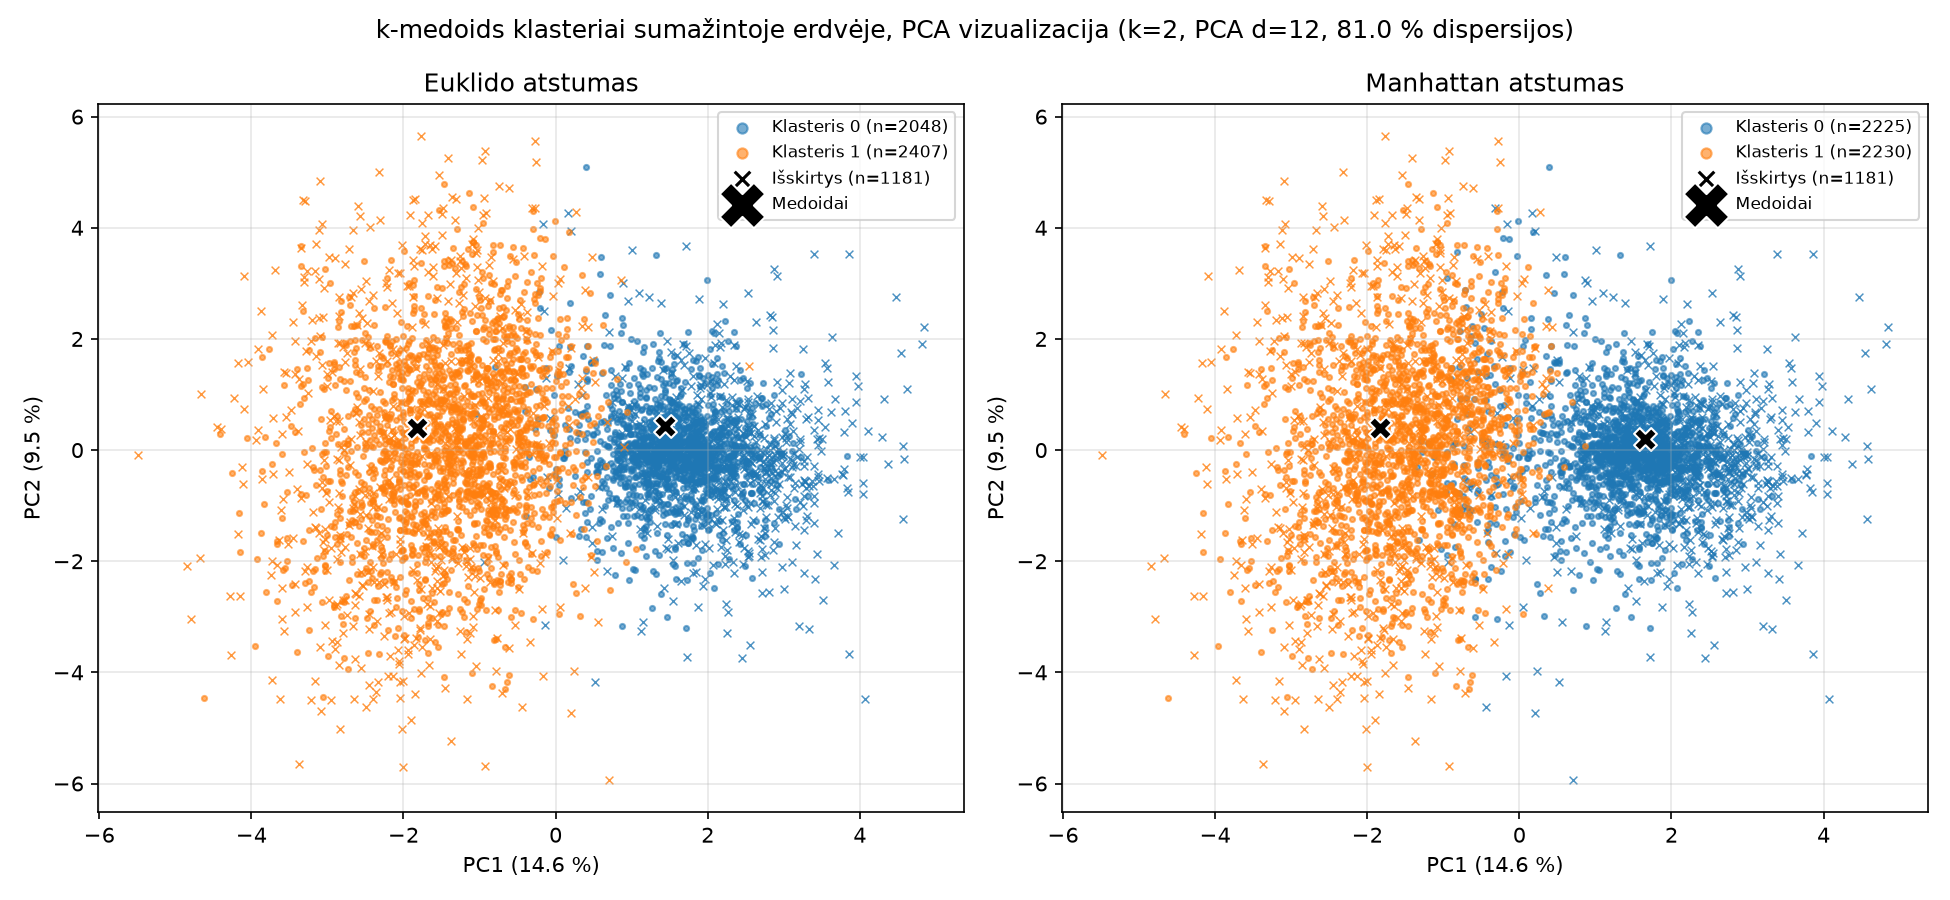 k-medoids klasteriai sumažintoje erdvėje, PCA vizualizacija (k=2, PCA d=12, 81.0 % dispersijos)
Euklido atstumas
Klasteris 0 (n=2048)
Klasteris 1 (n=2407)
Išskirtys (n=1181)
Medoidai
6
4
2
0
−2
−4
−6
PC2 (9.5 %)
−6 −4 −2 0 2 4
PC1 (14.6 %)
Manhattan atstumas
Klasteris 0 (n=2225)
Klasteris 1 (n=2230)
Išskirtys (n=1181)
Medoidai
6
4
2
0
−2
−4
−6
PC2 (9.5 %)
−6 −4 −2 0 2 4
PC1 (14.6 %)